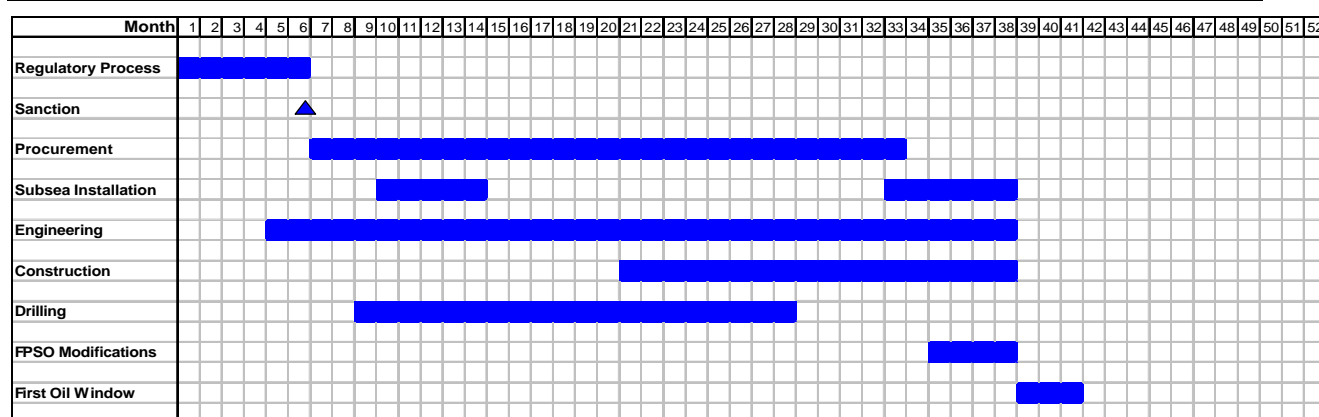 Month 1 2 3 4 5 6 7 8 9 10 11 12 13 14 15 16 17 18 19 20 21 22 23 24 25 26 27 28 29 30 31 32 33 34 35 36 37 38 39 40 41 42 43 44 45 46 47 48 49 50 51 52
Regulatory Process
Sanction
Procurement
Subsea Installation
Engineering
Construction
Drilling
FPSO Modifications
First Oil Window